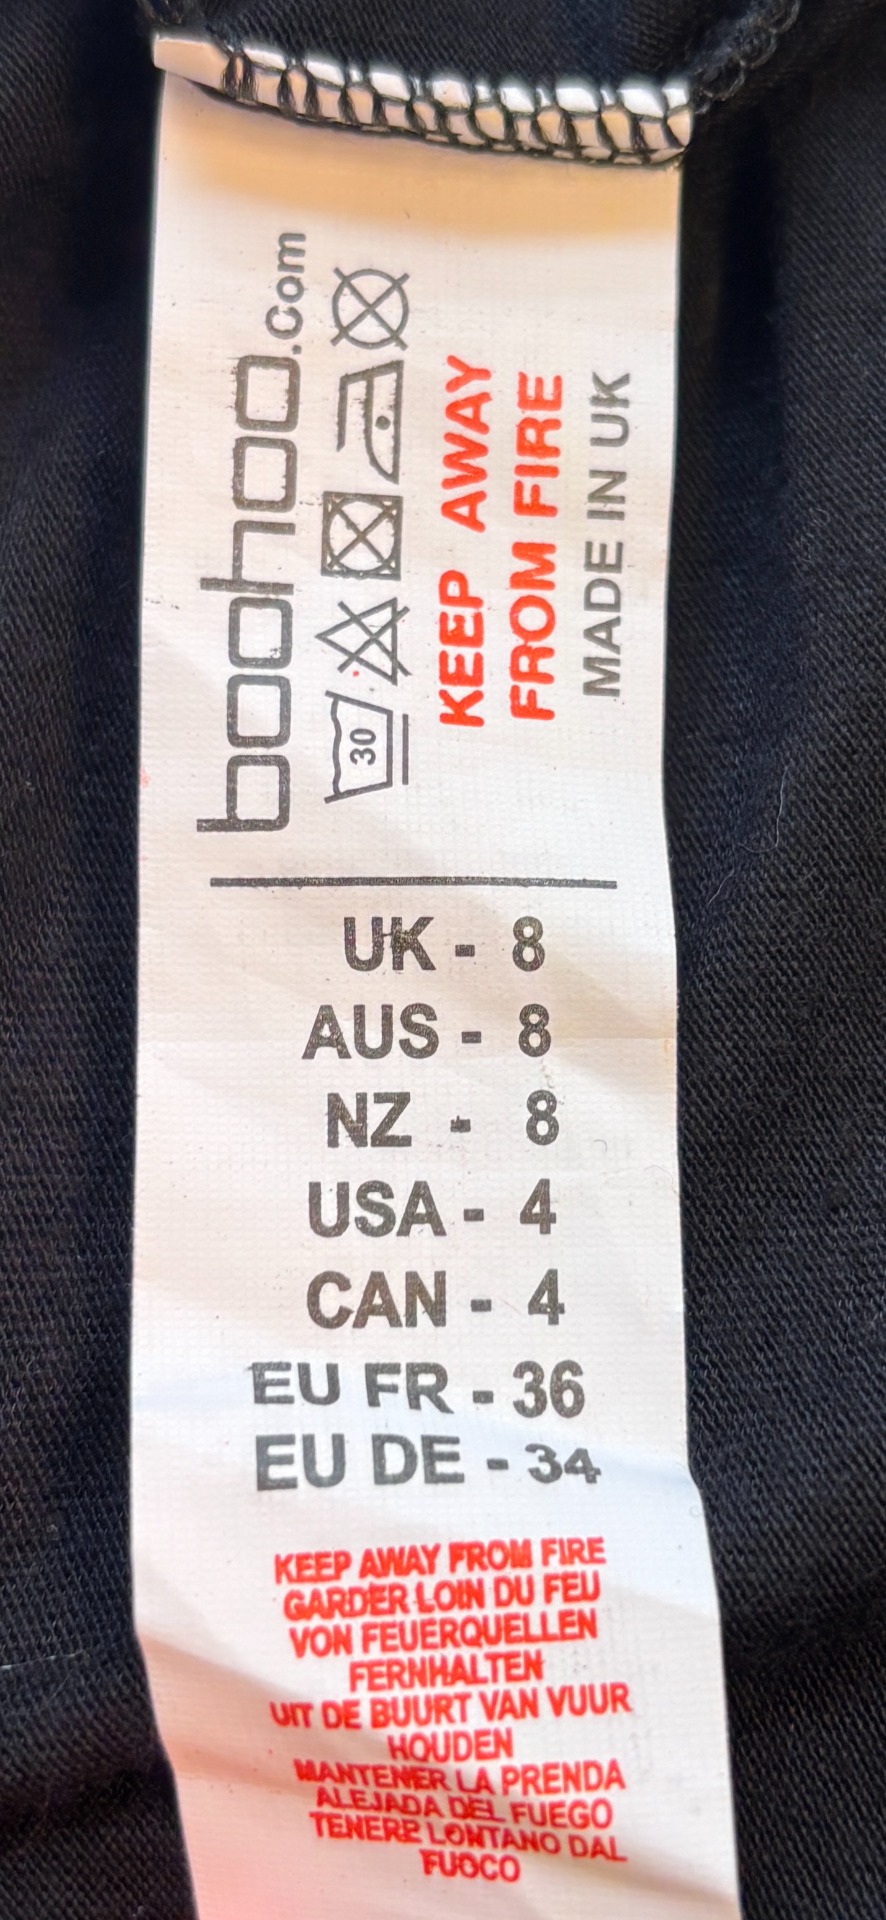 boohoo.com
30
KEEP AWAY
FROM FIRE
MADE IN UK
UK - 8
AUS - 8
NZ - 8
USA - 4
CAN - 4
EU FR - 36
EU DE - 34
KEEP AWAY FROM FIRE
GARDER LOIN DU FEU
VON FEUERQUELLEN
FERNHALTEN
UIT DE BUURT VAN VUUR
HOUDEN
MANTENER LA PRENDA
ALEJADA DEL FUEGO
TENERE LONTANO DAL
FUOCO